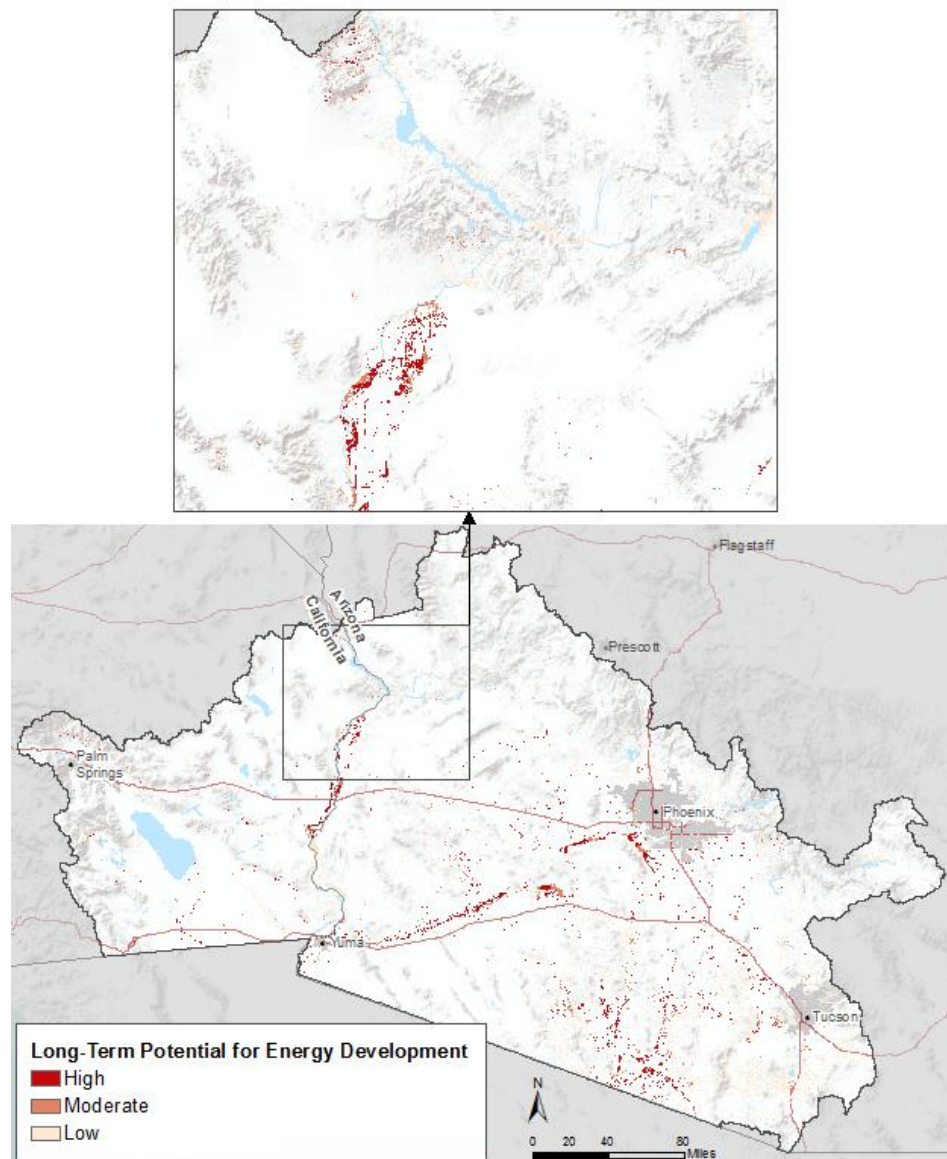 Flagstaff
Arizona
California
Prescott
Palm
Springs
Phoenix
Yuma
Tucson
Long-Term Potential for Energy Development
High
Moderate
Low
N
0 20 40 80
Miles